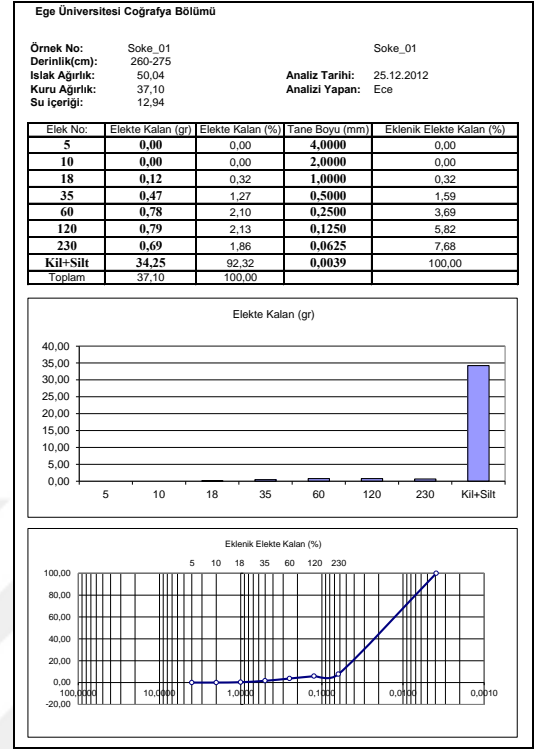 Ege Üniversitesi Coğrafya Bölümü
Örnek No: Soke_01 Soke_01
Derinlik(cm): 260-275
Islak Ağırlık: 50,04 Analiz Tarihi: 25.12.2012
Kuru Ağırlık: 37,10 Analizi Yapan: Ece
Su içeriği: 12,94
Elek No: Elekte Kalan (gr) Elekte Kalan (%) Tane Boyu (mm) Eklenik Elekte Kalan (%)
5 0,00 0,00 4,0000 0,00
10 0,00 0,00 2,0000 0,00
18 0,12 0,32 1,0000 0,32
35 0,47 1,27 0,5000 1,59
60 0,78 2,10 0,2500 3,69
120 0,79 2,13 0,1250 5,82
230 0,69 1,86 0,0625 7,68
Kil+Silt 34,25 92,32 0,0039 100,00
Toplam 37,10 100,00
Elekte Kalan (gr)
40,00
35,00
30,00
25,00
20,00
15,00
10,00
5,00
0,00
5 10 18 35 60 120 230 Kil+Silt
Eklenik Elekte Kalan (%)
5 10 18 35 60 120 230
100,00
80,00
60,00
40,00
20,00
0,00
100,0000 10,0000 1,0000 0,1000 0,0100 0,0010
-20,00